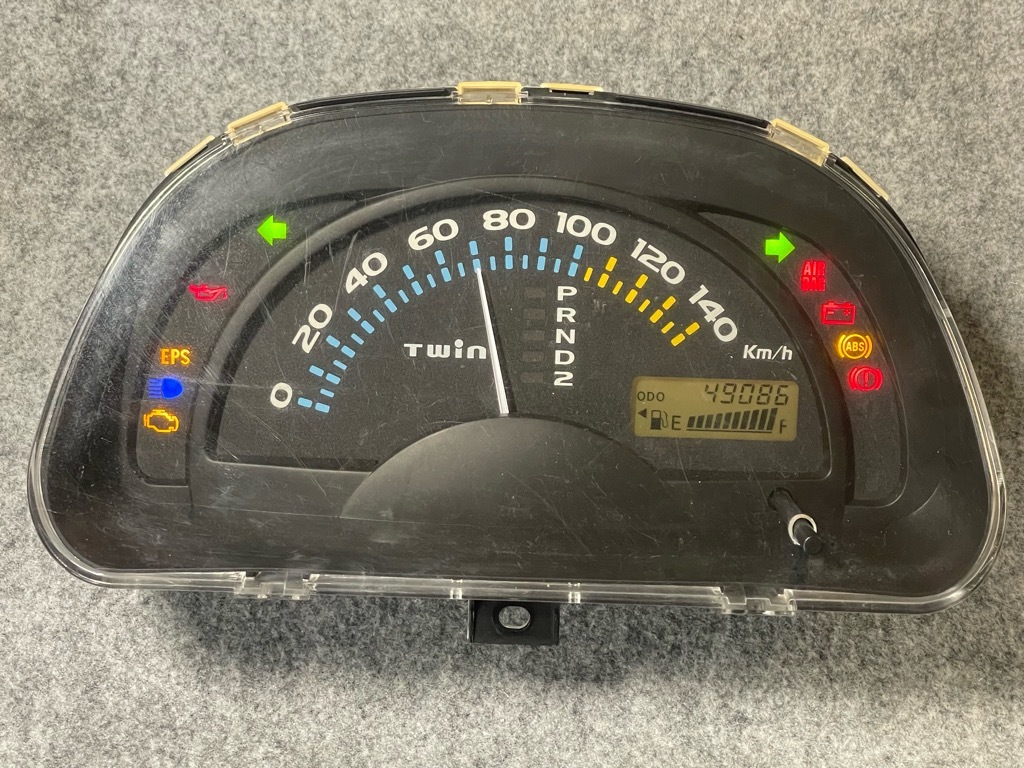 0 20 40 60 80 100 120 140
Km/h
AIR BAG
EPS
ABS
Twin
P
R
N
D
2
ODO 49086
E F